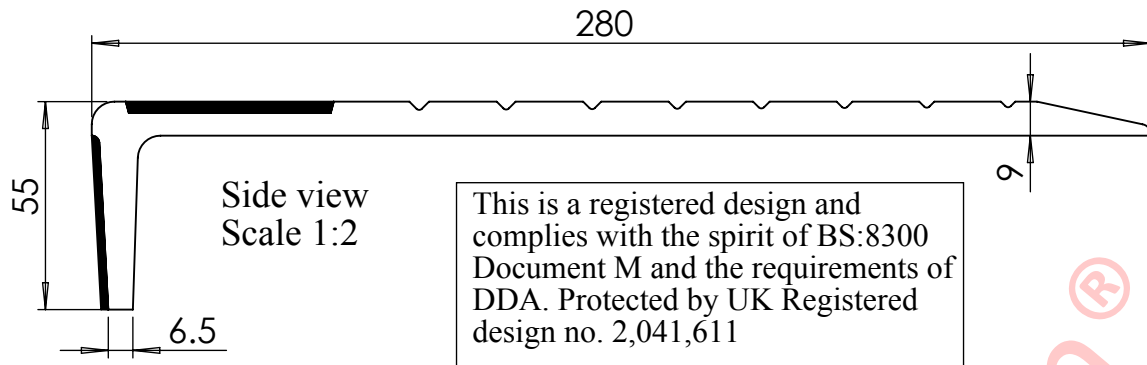 280
55
Side view
Scale 1:2
9
6.5
This is a registered design and
complies with the spirit of BS:8300
Document M and the requirements of
DDA. Protected by UK Registered
design no. 2,041,611
®